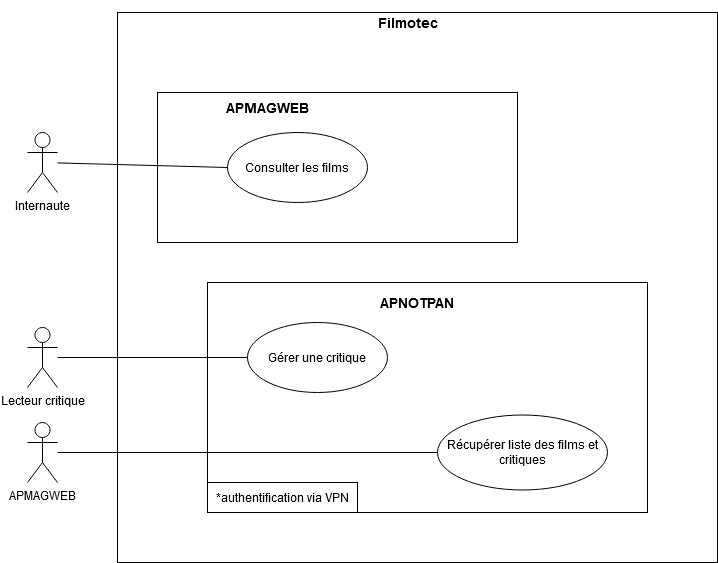 Filmotec
APMAGWEB
Consulter les films
Internaute
APNOTPAN
Gérer une critique
Lecteur critique
Récupérer liste des films et
critiques
APMAGWEB
*authentification via VPN